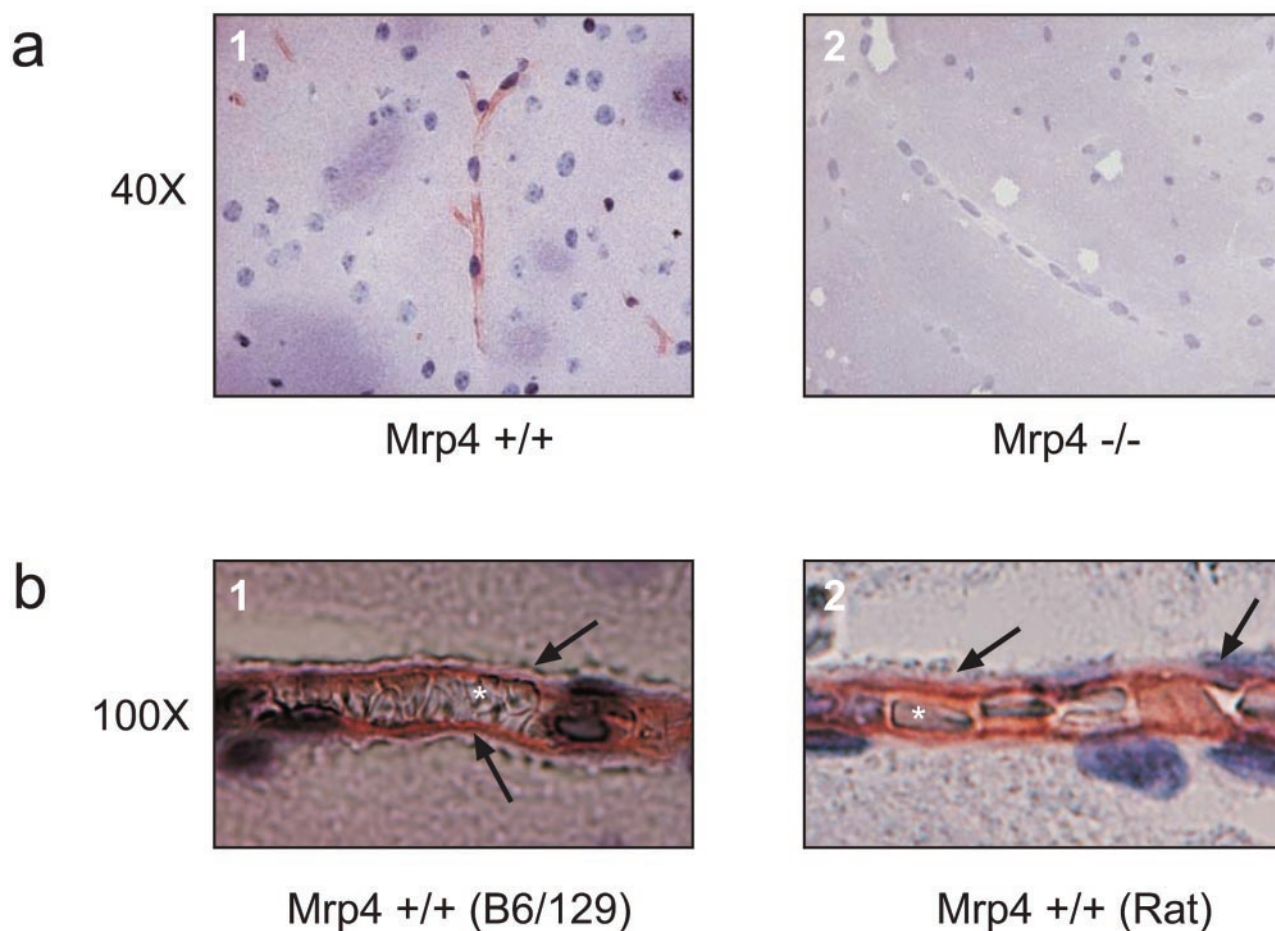 a
1
2
40X
Mrp4 +/+
Mrp4 -/-
b
1
*
2
*
100X
Mrp4 +/+ (B6/129)
Mrp4 +/+ (Rat)